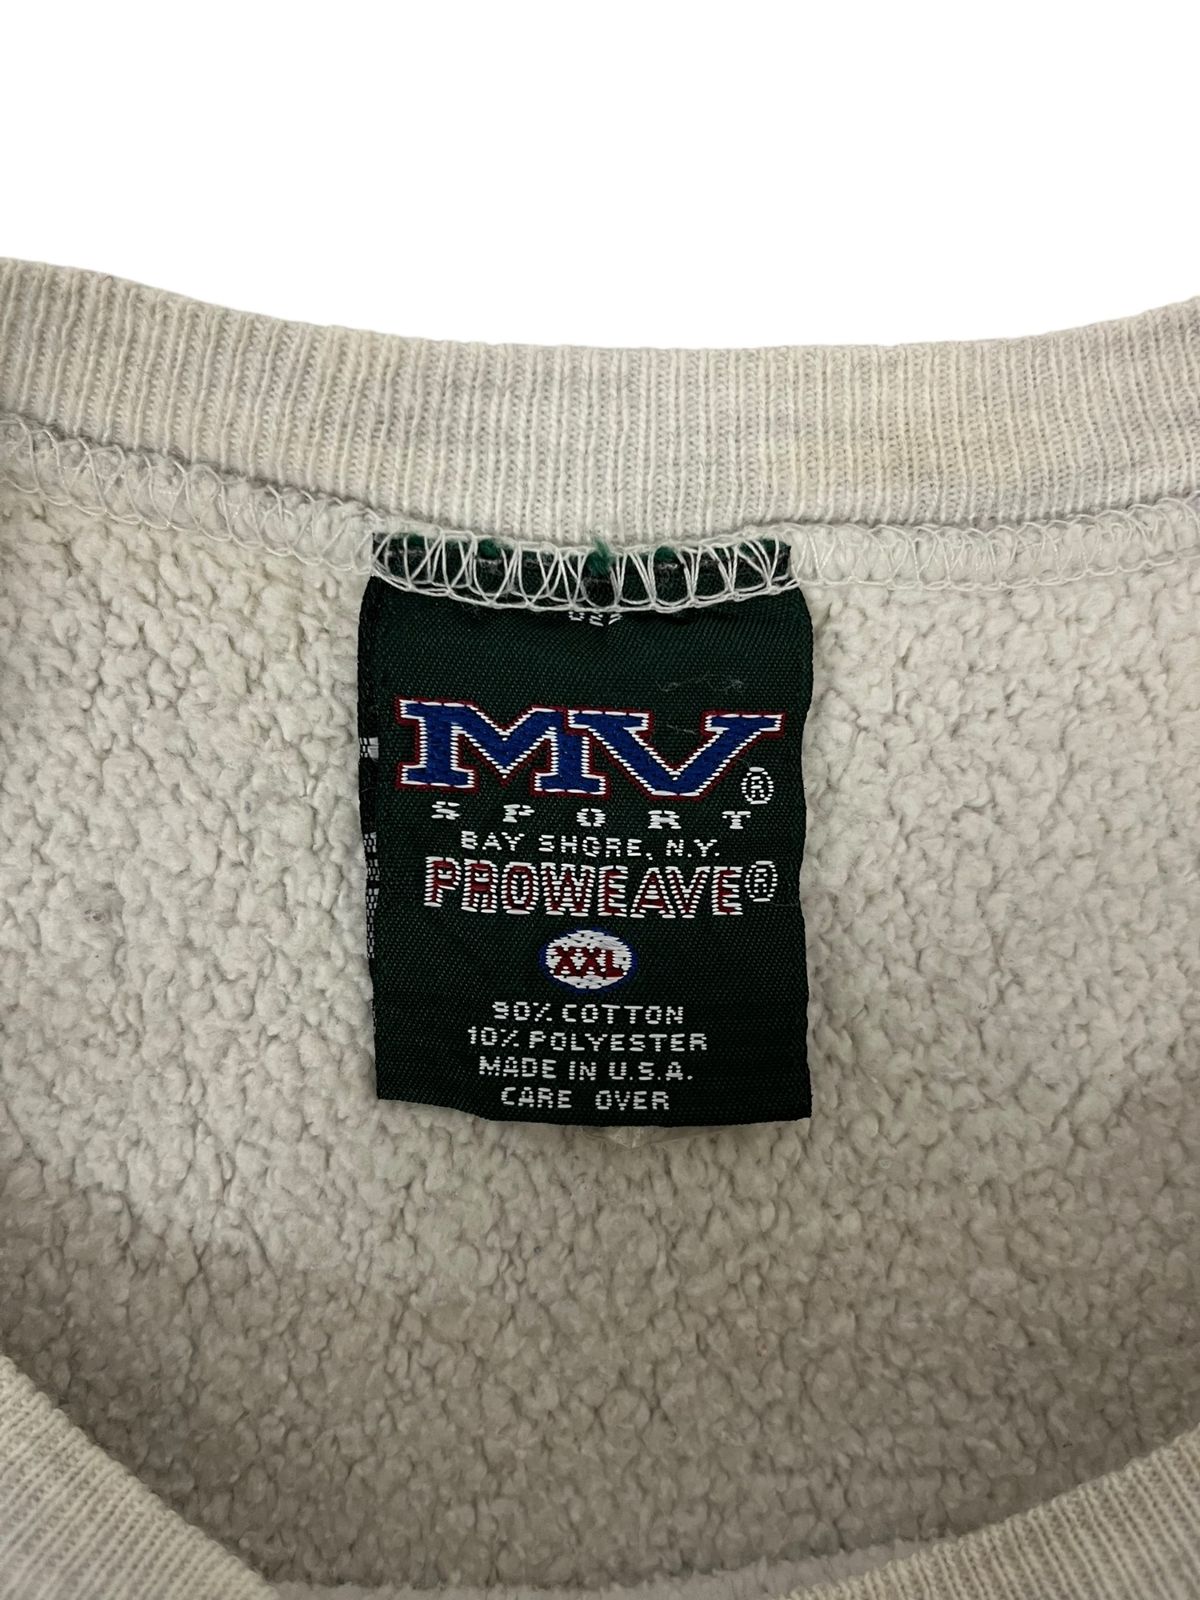 MV®
SPORT
BAY SHORE, N.Y.
PROWEAVE®
XXL
90% COTTON
10% POLYESTER
MADE IN U.S.A.
CARE OVER